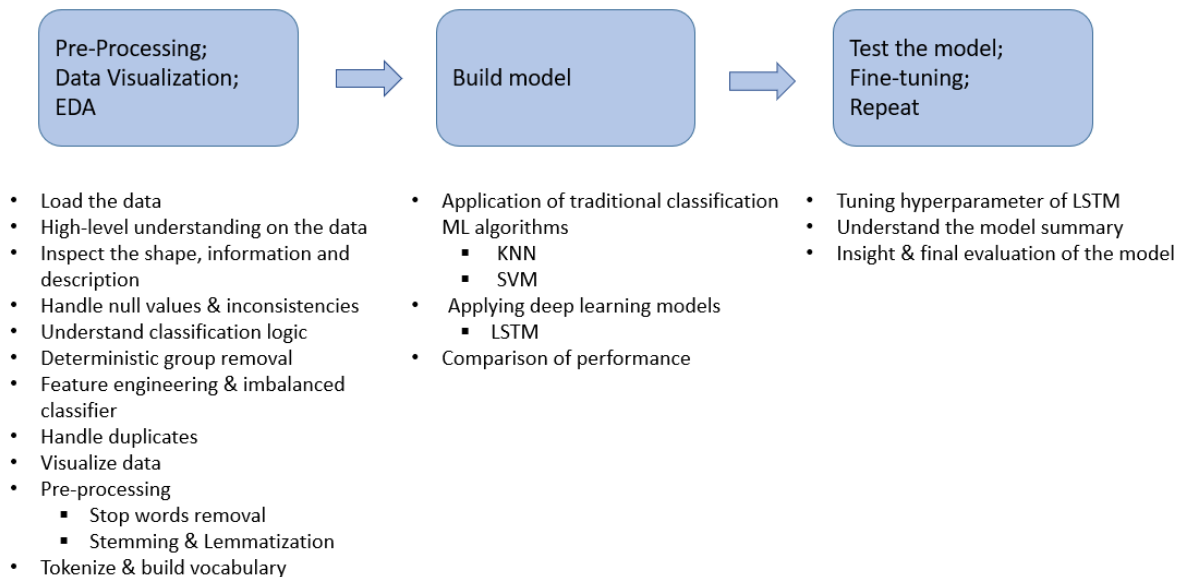 Pre-Processing;
Data Visualization;
EDA
Build model
Test the model;
Fine-tuning;
Repeat
• Load the data
• High-level understanding on the data
• Inspect the shape, information and
description
• Handle null values & inconsistencies
• Understand classification logic
• Deterministic group removal
• Feature engineering & imbalanced
classifier
• Handle duplicates
• Visualize data
• Pre-processing
▪ Stop words removal
▪ Stemming & Lemmatization
• Tokenize & build vocabulary
• Application of traditional classification
ML algorithms
▪ KNN
▪ SVM
• Applying deep learning models
▪ LSTM
• Comparison of performance
• Tuning hyperparameter of LSTM
• Understand the model summary
• Insight & final evaluation of the model